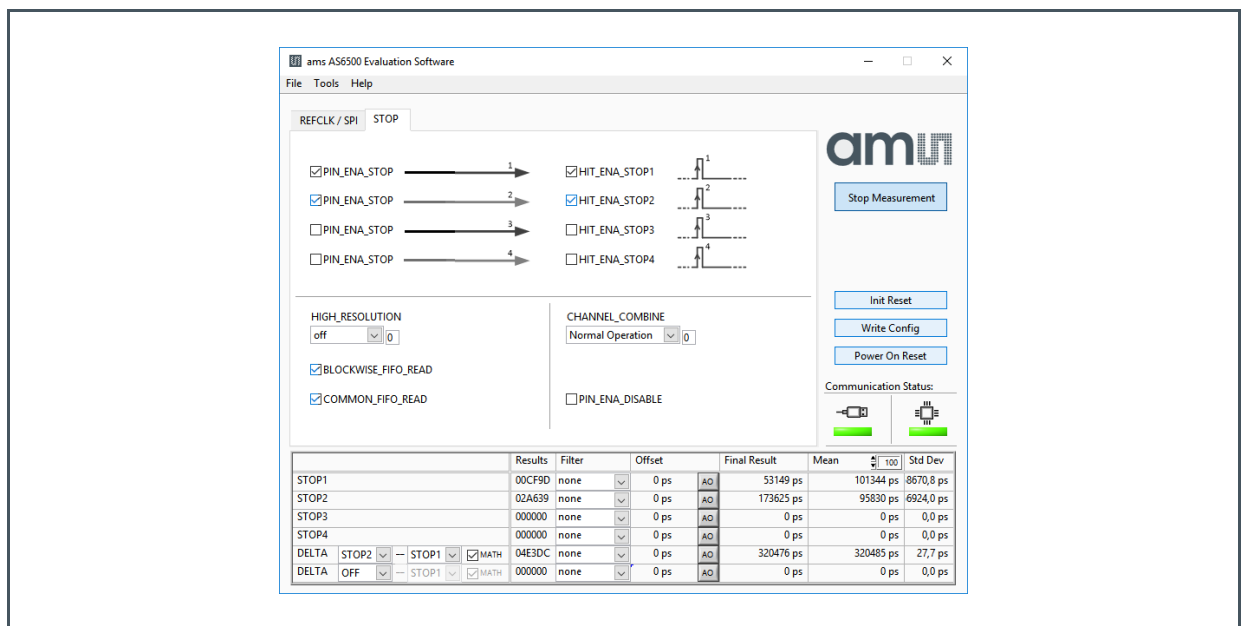 ams AS6500 Evaluation Software
File Tools Help
REFCLK / SPI STOP
am
PIN_ENA_STOP 1 HIT_ENA_STOP1 1
PIN_ENA_STOP 2 HIT_ENA_STOP2 2
PIN_ENA_STOP 3 HIT_ENA_STOP3 3
PIN_ENA_STOP 4 HIT_ENA_STOP4 4
Stop Measurement
HIGH_RESOLUTION CHANNEL_COMBINE
off 0 Normal Operation 0
BLOCKWISE_FIFO_READ
COMMON_FIFO_READ PIN_ENA_DISABLE
Init Reset
Write Config
Power On Reset
Communication Status:
Results Filter Offset Final Result Mean 100 Std Dev
STOP1 00CF9D none 0 ps AO 53149 ps 101344 ps 8670,8 ps
STOP2 02A639 none 0 ps AO 173625 ps 95830 ps 6924,0 ps
STOP3 000000 none 0 ps AO 0 ps 0 ps 0,0 ps
STOP4 000000 none 0 ps AO 0 ps 0 ps 0,0 ps
DELTA STOP2 – STOP1 MATH 04E3DC none 0 ps AO 320476 ps 320485 ps 27,7 ps
DELTA OFF – STOP1 MATH 000000 none 0 ps AO 0 ps 0 ps 0,0 ps